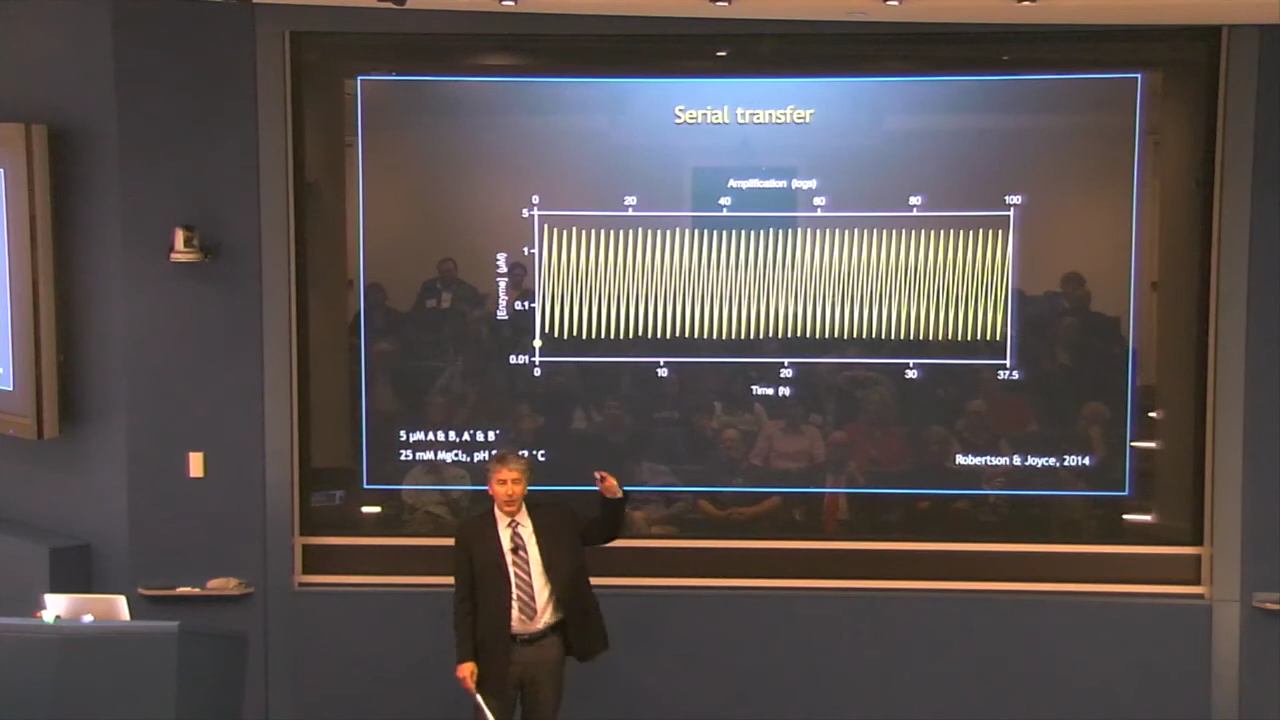 Serial transfer
Amplification (logs)
0 20 40 60 80 100
5
1
0.1
0.01
[Enzyme] (µM)
0 10 20 30 37.5
Time (h)
5 µM A & B, A' & B'
25 mM MgCl₂, pH °C
Robertson & Joyce, 2014